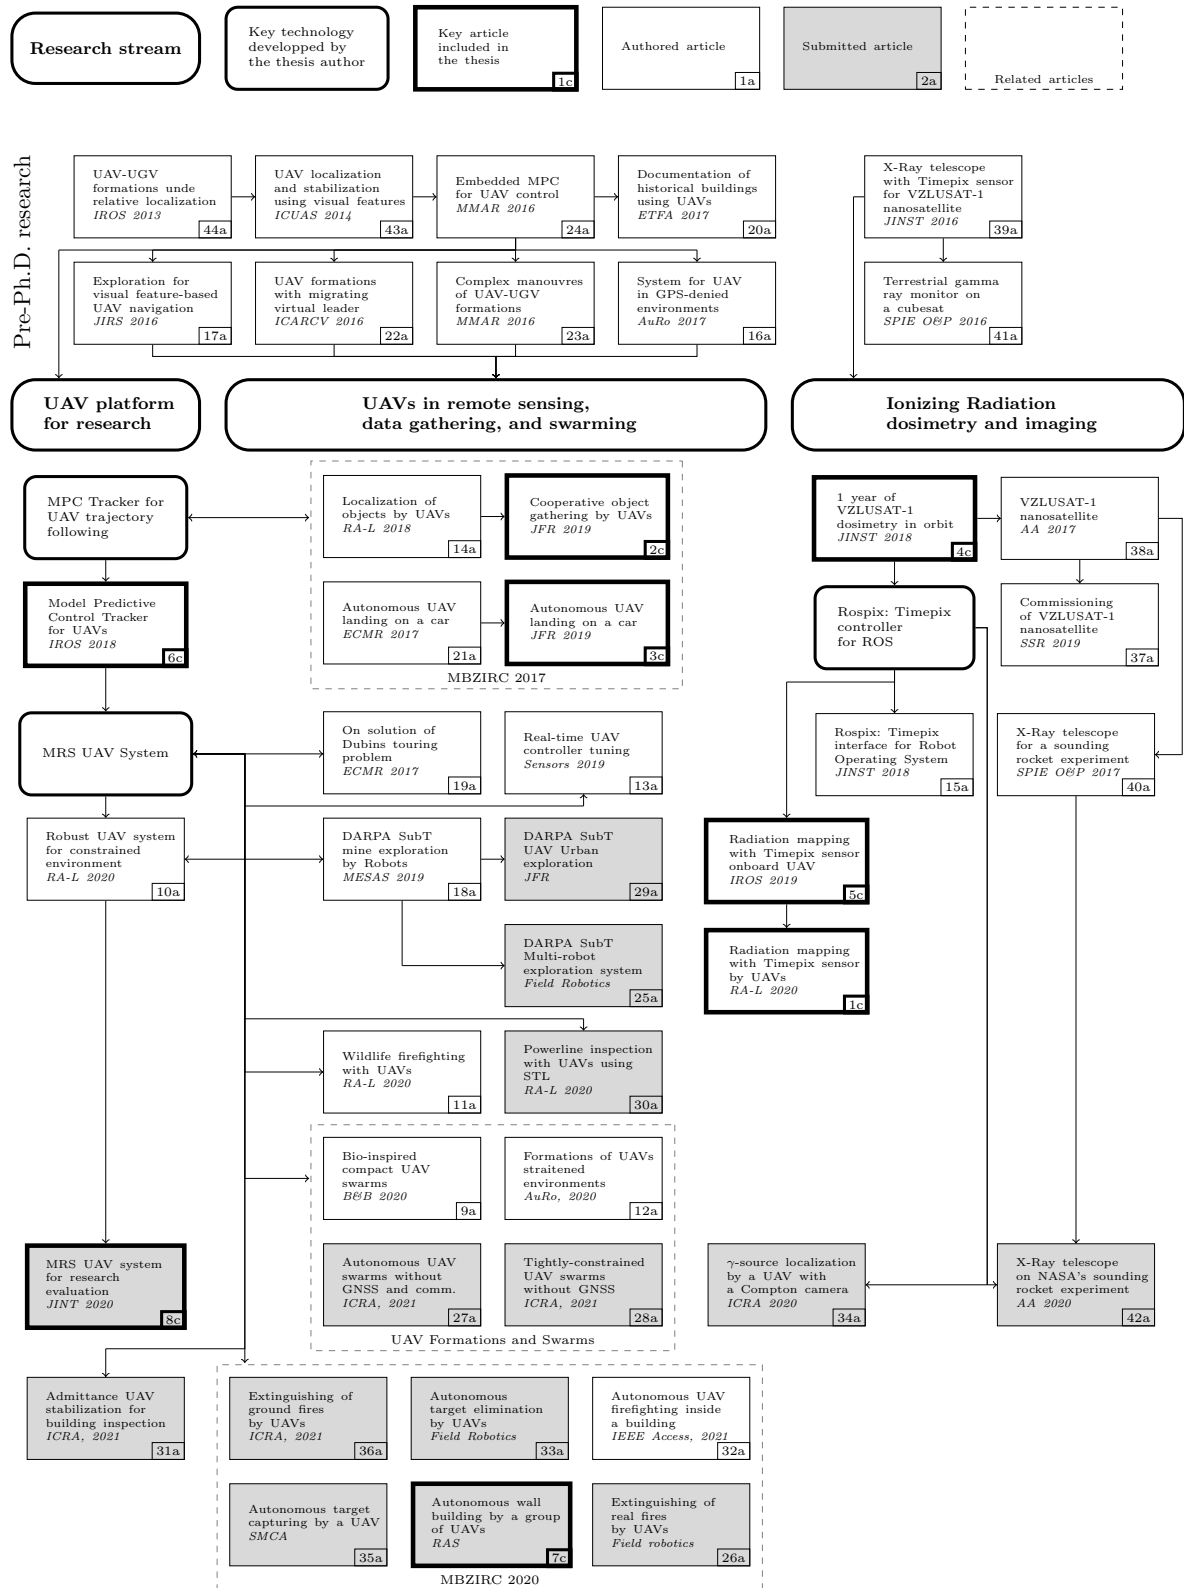 Research stream
Key technology
developped by
the thesis author
Key article
included in
the thesis
1c
Authored article
1a
Submitted article
2a
Related articles
Pre-Ph.D. research
UAV-UGV
formations unde
relative localization
IROS 2013
44a
UAV localization
and stabilization
using visual features
ICUAS 2014
43a
Embedded MPC
for UAV control
MMAR 2016
24a
Documentation of
historical buildings
using UAVs
ETFA 2017
20a
X-Ray telescope
with Timepix sensor
for VZLUSAT-1
nanosatellite
JINST 2016
39a
Exploration for
visual feature-based
UAV navigation
JIRS 2016
17a
UAV formations
with migrating
virtual leader
ICARCV 2016
22a
Complex manouvres
of UAV-UGV
formations
MMAR 2016
23a
System for UAV
in GPS-denied
environments
AuRo 2017
16a
Terrestrial gamma
ray monitor on
a cubesat
SPIE O&P 2016
41a
UAV platform
for research
UAVs in remote sensing,
data gathering, and swarming
Ionizing Radiation
dosimetry and imaging
MPC Tracker for
UAV trajectory
following
Localization of
objects by UAVs
RA-L 2018
14a
Cooperative object
gathering by UAVs
JFR 2019
2c
1 year of
VZLUSAT-1
dosimetry in orbit
JINST 2018
4c
VZLUSAT-1
nanosatellite
AA 2017
38a
Model Predictive
Control Tracker
for UAVs
IROS 2018
6c
Autonomous UAV
landing on a car
ECMR 2017
21a
Autonomous UAV
landing on a car
JFR 2019
3c
MBZIRC 2017
Rospix: Timepix
controller
for ROS
Commissioning
of VZLUSAT-1
nanosatellite
SSR 2019
37a
MRS UAV System
On solution of
Dubins touring
problem
ECMR 2017
19a
Real-time UAV
controller tuning
Sensors 2019
13a
Rospix: Timepix
interface for Robot
Operating System
JINST 2018
15a
X-Ray telescope
for a sounding
rocket experiment
SPIE O&P 2017
40a
Robust UAV system
for constrained
environment
RA-L 2020
10a
DARPA SubT
mine exploration
by Robots
MESAS 2019
18a
DARPA SubT
UAV Urban
exploration
JFR
29a
Radiation mapping
with Timepix sensor
onboard UAV
IROS 2019
5c
DARPA SubT
Multi-robot
exploration system
Field Robotics
25a
Radiation mapping
with Timepix sensor
by UAVs
RA-L 2020
1c
Wildlife firefighting
with UAVs
RA-L 2020
11a
Powerline inspection
with UAVs using
STL
RA-L 2020
30a
Bio-inspired
compact UAV
swarms
B&B 2020
9a
Formations of UAVs
straitened
environments
AuRo, 2020
12a
MRS UAV system
for research
evaluation
JINT 2020
8c
Autonomous UAV
swarms without
GNSS and comm.
ICRA, 2021
27a
Tightly-constrained
UAV swarms
without GNSS
ICRA, 2021
28a
UAV Formations and Swarms
γ-source localization
by a UAV with
a Compton camera
ICRA 2020
34a
X-Ray telescope
on NASA's sounding
rocket experiment
AA 2020
42a
Admittance UAV
stabilization for
building inspection
ICRA, 2021
31a
Extinguishing of
ground fires
by UAVs
ICRA, 2021
36a
Autonomous
target elimination
by UAVs
Field Robotics
33a
Autonomous UAV
firefighting inside
a building
IEEE Access, 2021
32a
Autonomous target
capturing by a UAV
SMCA
35a
Autonomous wall
building by a group
of UAVs
RAS
7c
Extinguishing of
real fires
by UAVs
Field robotics
26a
MBZIRC 2020